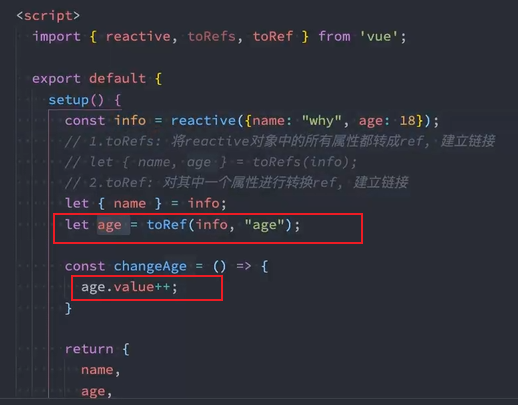 <script>
import { reactive, toRefs, toRef } from 'vue';
export default {
setup() {
const info = reactive({name: "why", age: 18});
// 1.toRefs: 将reactive对象中的所有属性都转成ref, 建立链接
// let { name, age } = toRefs(info);
// 2.toRef: 对其中一个属性进行转换ref, 建立链接
let { name } = info;
let age = toRef(info, "age");
const changeAge = () => {
age.value++;
}
return {
name,
age,